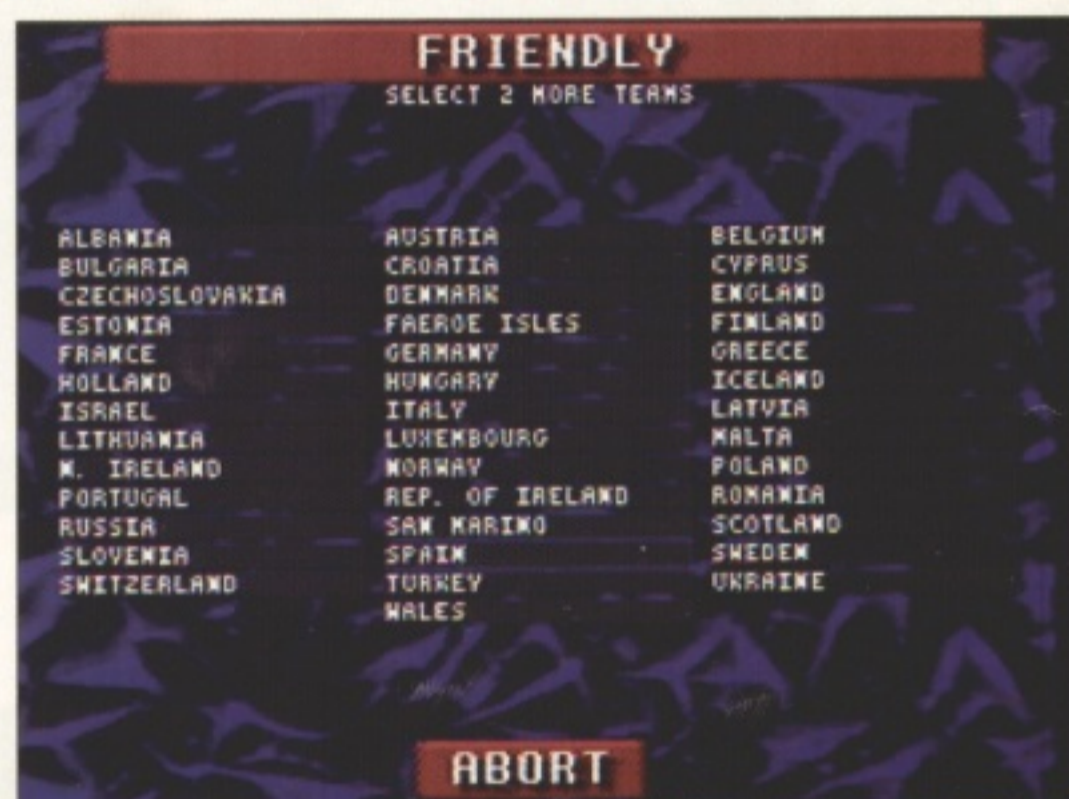 FRIENDLY
SELECT 2 MORE TEAMS
ALBANIA AUSTRIA BELGIUM
BULGARIA CROATIA CYPRUS
CZECHOSLOVAKIA DENMARK ENGLAND
ESTONIA FAEROE ISLES FINLAND
FRANCE GERMANY GREECE
HOLLAND HUNGARY ICELAND
ISRAEL ITALY LATVIA
LITHUANIA LUXEMBOURG MALTA
N. IRELAND NORWAY POLAND
PORTUGAL REP. OF IRELAND ROMANIA
RUSSIA SAN MARINO SCOTLAND
SLOVENIA SPAIN SWEDEN
SWITZERLAND TURKEY UKRAINE
WALES
ABORT